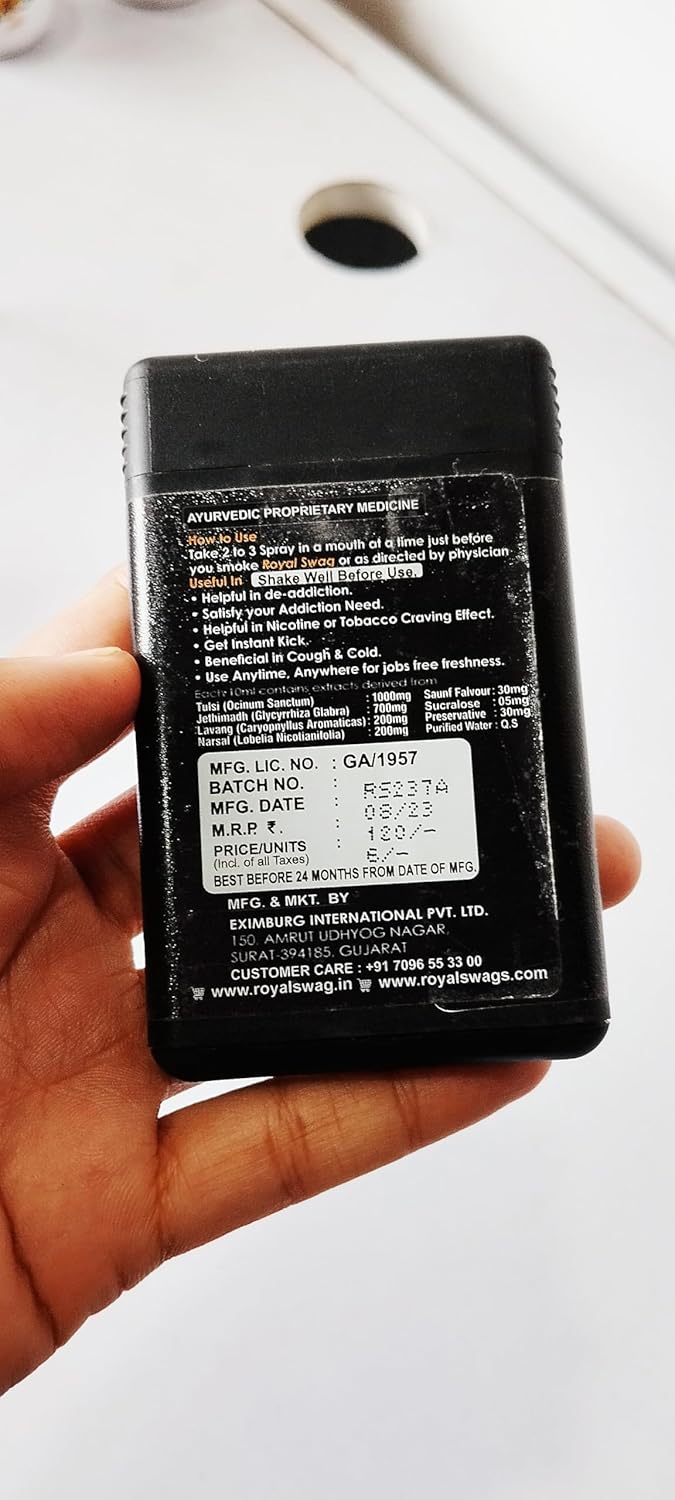 AYURVEDIC PROPRIETARY MEDICINE
How to Use
Take 2 to 3 Spray in a mouth at a time just before
you smoke Royal Swag or as directed by physician
Useful In Shake Well Before Use.
• Helpful in de-addiction.
• Satisfy your Addiction Need.
• Helpful in Nicotine or Tobacco Craving Effect.
• Get Instant Kick.
• Beneficial in Cough & Cold.
• Use Anytime, Anywhere for jobs free freshness.
Each 10ml contains extracts derived from
Tulsi (Ocinum Sanctum) : 1000mg Saunf Falvour : 30mg
Jethimadh (Glycyrrhiza Glabra) : 700mg Sucralose : 05mg
Lavang (Caryopnyllus Aromaticas) : 200mg Preservative : 30mg
Narsal (Lobelia Nicotianifolia) : 200mg Purified Water : Q.S
MFG. LIC. NO. : GA/1957
BATCH NO. : RS237A
MFG. DATE : 08/23
M.R.P. ₹. : 120/-
PRICE/UNITS : 6/-
(Incl. of all Taxes)
BEST BEFORE 24 MONTHS FROM DATE OF MFG.
MFG. & MKT. BY
EXIMBURG INTERNATIONAL PVT. LTD.
150, AMRUT UDHYOG NAGAR,
SURAT-394185, GUJARAT
CUSTOMER CARE : +91 7096 55 33 00
www.royalswag.in www.royalswags.com